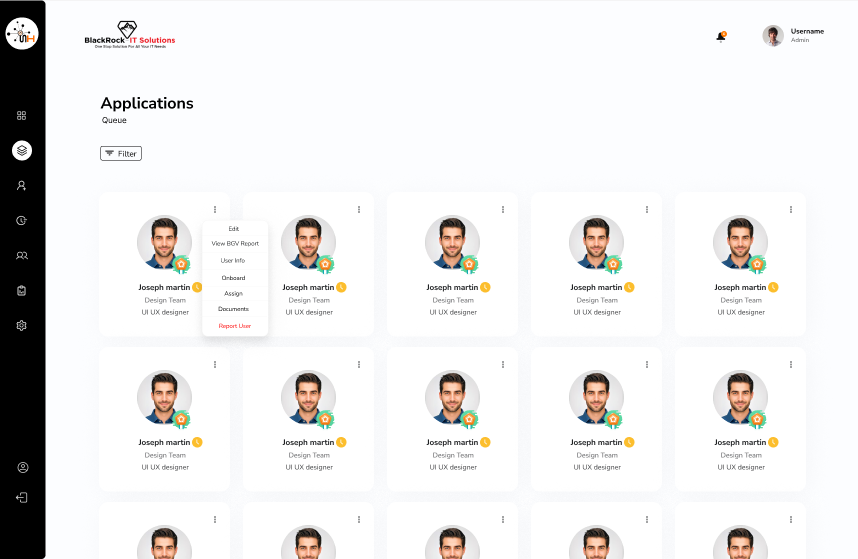 BlackRock IT Solutions
One Stop Solution For All Your IT Needs
Username
Admin
Applications
Queue
Filter
Edit
View BGV Report
User Info
Onboard
Assign
Documents
Report User
Joseph martin
Design Team
UI UX designer
Joseph martin
Design Team
UI UX designer
Joseph martin
Design Team
UI UX designer
Joseph martin
Design Team
UI UX designer
Joseph martin
Design Team
UI UX designer
Joseph martin
Design Team
UI UX designer
Joseph martin
Design Team
UI UX designer
Joseph martin
Design Team
UI UX designer
Joseph martin
Design Team
UI UX designer
Joseph martin
Design Team
UI UX designer